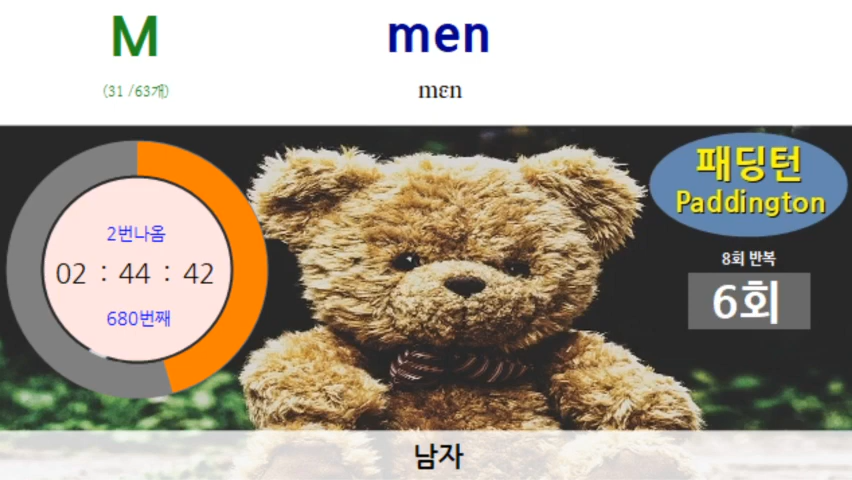 M
men
(31 /63개)
mɛn
패딩턴
Paddington
2번나옴
02 : 44 : 42
680번째
8회 반복
6회
남자